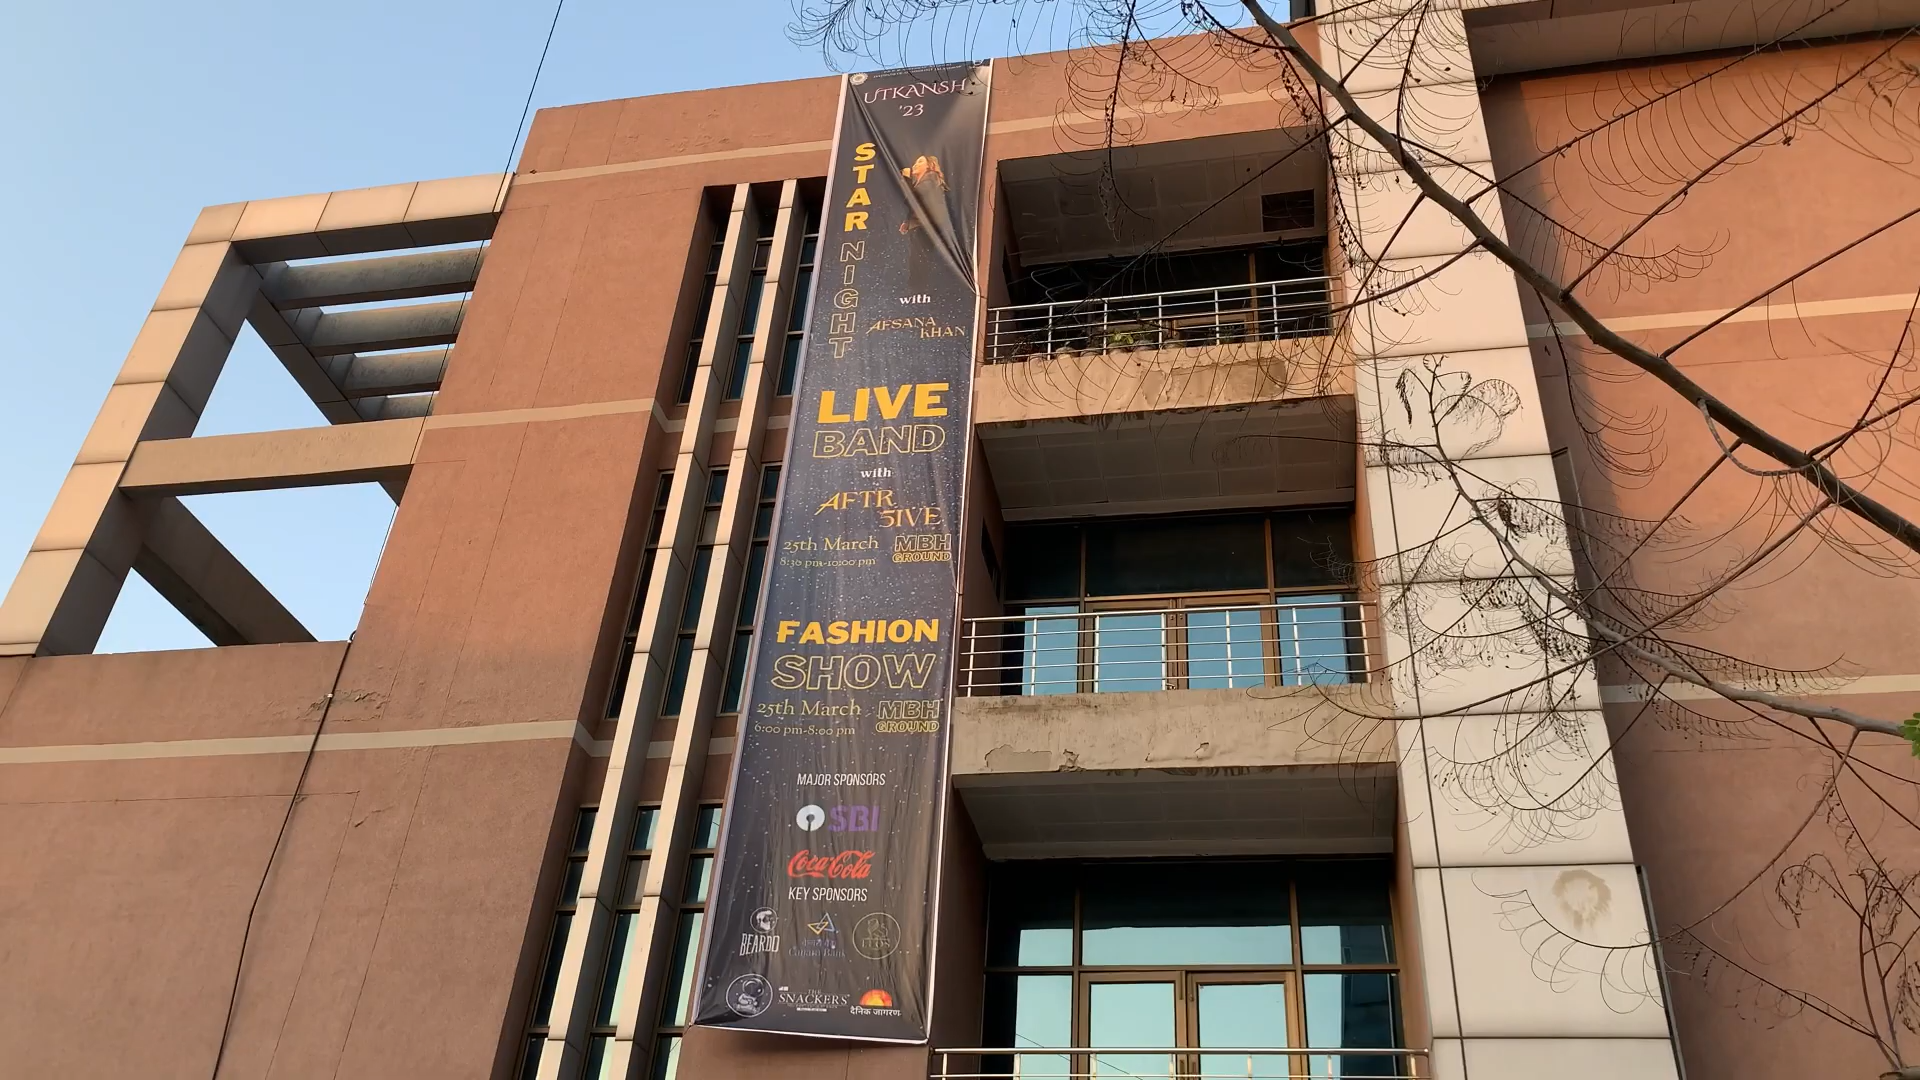 UTKANSH
'23
STAR
NIGHT
with
AFSANA
KHAN
LIVE
BAND
with
AFTR
5IVE
25th March
8:30 pm-10:00 pm
MBH
GROUND
FASHION
SHOW
25th March
6:00 pm-8:00 pm
MBH
GROUND
MAJOR SPONSORS
SBI
Coca-Cola
KEY SPONSORS
BEARDO
Canara Bank
THE
SNACKERS'
दैनिक जागरण